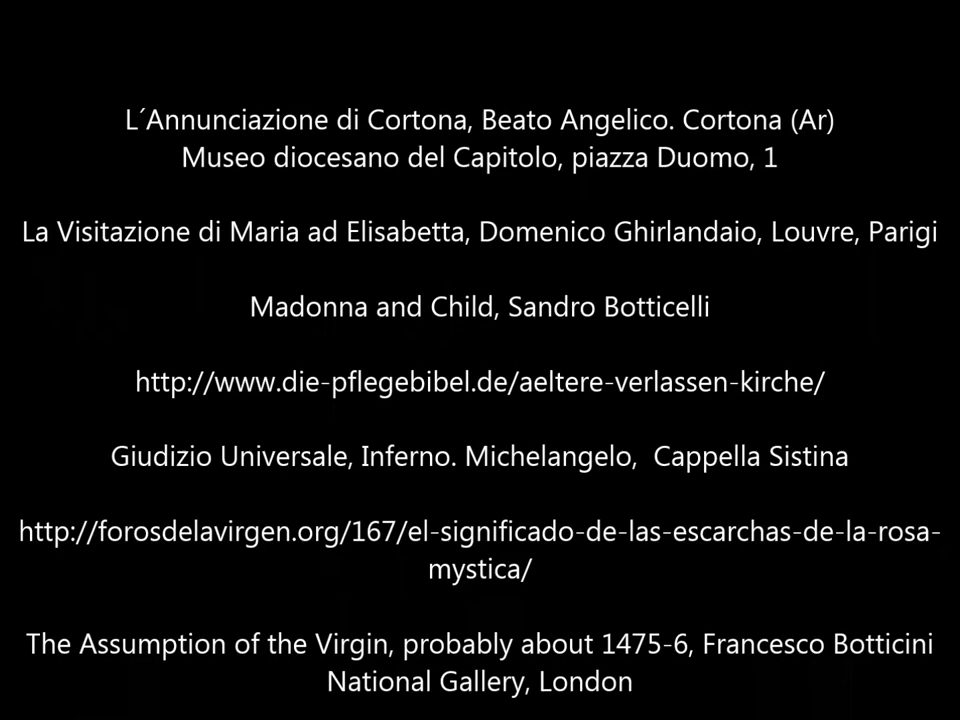 L´Annunciazione di Cortona, Beato Angelico. Cortona (Ar)
Museo diocesano del Capitolo, piazza Duomo, 1
La Visitazione di Maria ad Elisabetta, Domenico Ghirlandaio, Louvre, Parigi
Madonna and Child, Sandro Botticelli
http://www.die-pflegebibel.de/aeltere-verlassen-kirche/
Giudizio Universale, Inferno. Michelangelo,  Cappella Sistina
http://forosdelavirgen.org/167/el-significado-de-las-escarchas-de-la-rosa-
mystica/
The Assumption of the Virgin, probably about 1475-6, Francesco Botticini
National Gallery, London